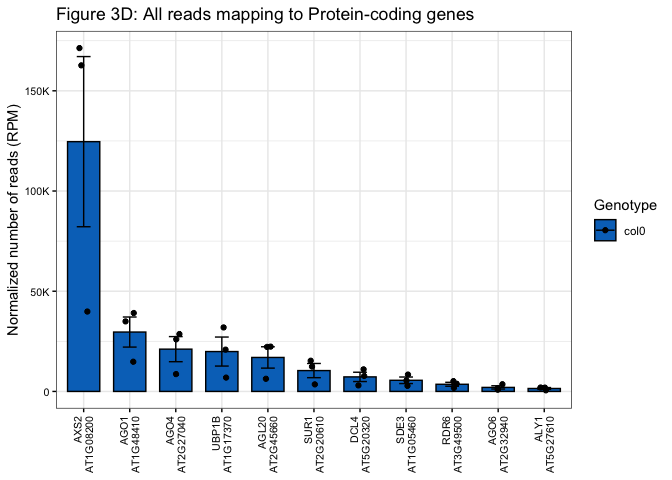 Figure 3D: All reads mapping to Protein-coding genes
Normalized number of reads (RPM)
150K
100K
50K
0
AXS2
AT1G08200
AGO1
AT1G48410
AGO4
AT2G27040
UBP1B
AT1G17370
AGL20
AT2G45660
SUR1
AT2G20610
DCL4
AT5G20320
SDE3
AT1G05460
RDR6
AT3G49500
AGO6
AT2G32940
ALY1
AT5G27610
Genotype
col0